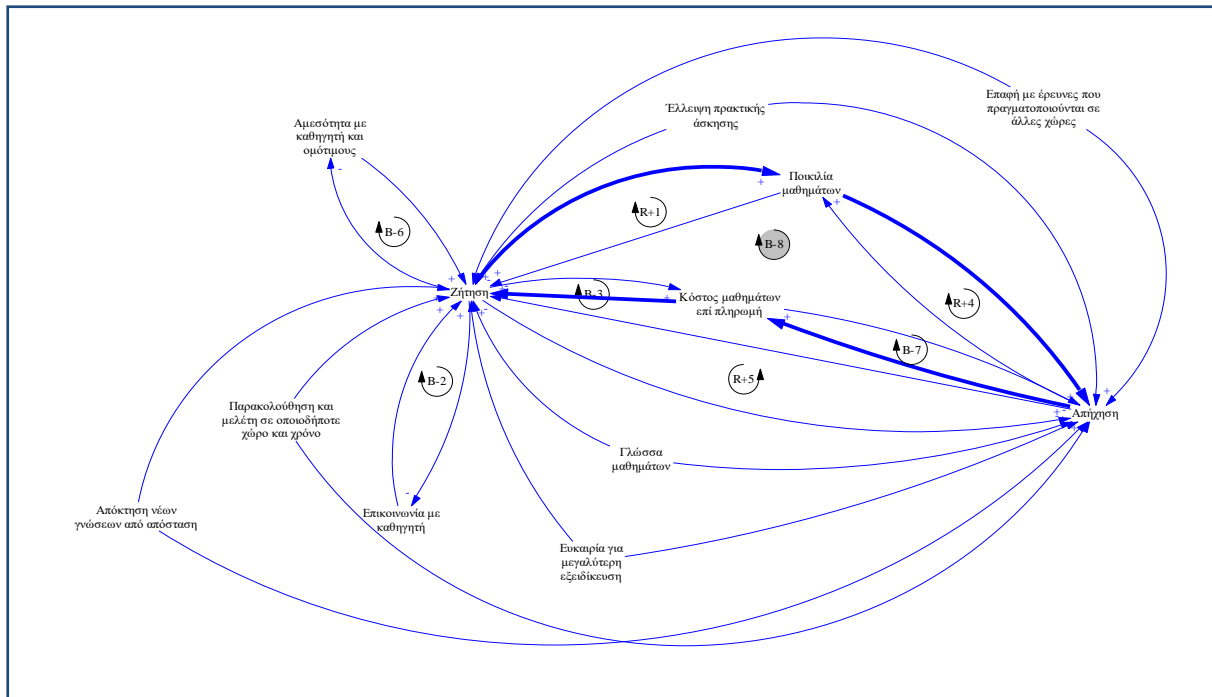 Επαφή με έρευνες που
πραγματοποιούνται σε
άλλες χώρες
Έλλειψη πρακτικής
άσκησης
Αμεσότητα με
καθηγητή και
ομότιμους
Ποικιλία
μαθημάτων
R+1
B-6
B-8
Ζήτηση
B-3
Κόστος μαθημάτων
επί πληρωμή
R+4
B-7
B-2
R+5
Παρακολούθηση και
μελέτη σε οποιοδήποτε
χώρο και χρόνο
Απήχηση
Γλώσσα
μαθημάτων
Απόκτηση νέων
γνώσεων από απόσταση
Επικοινωνία με
καθηγητή
Ευκαιρία για
μεγαλύτερη
εξειδίκευση